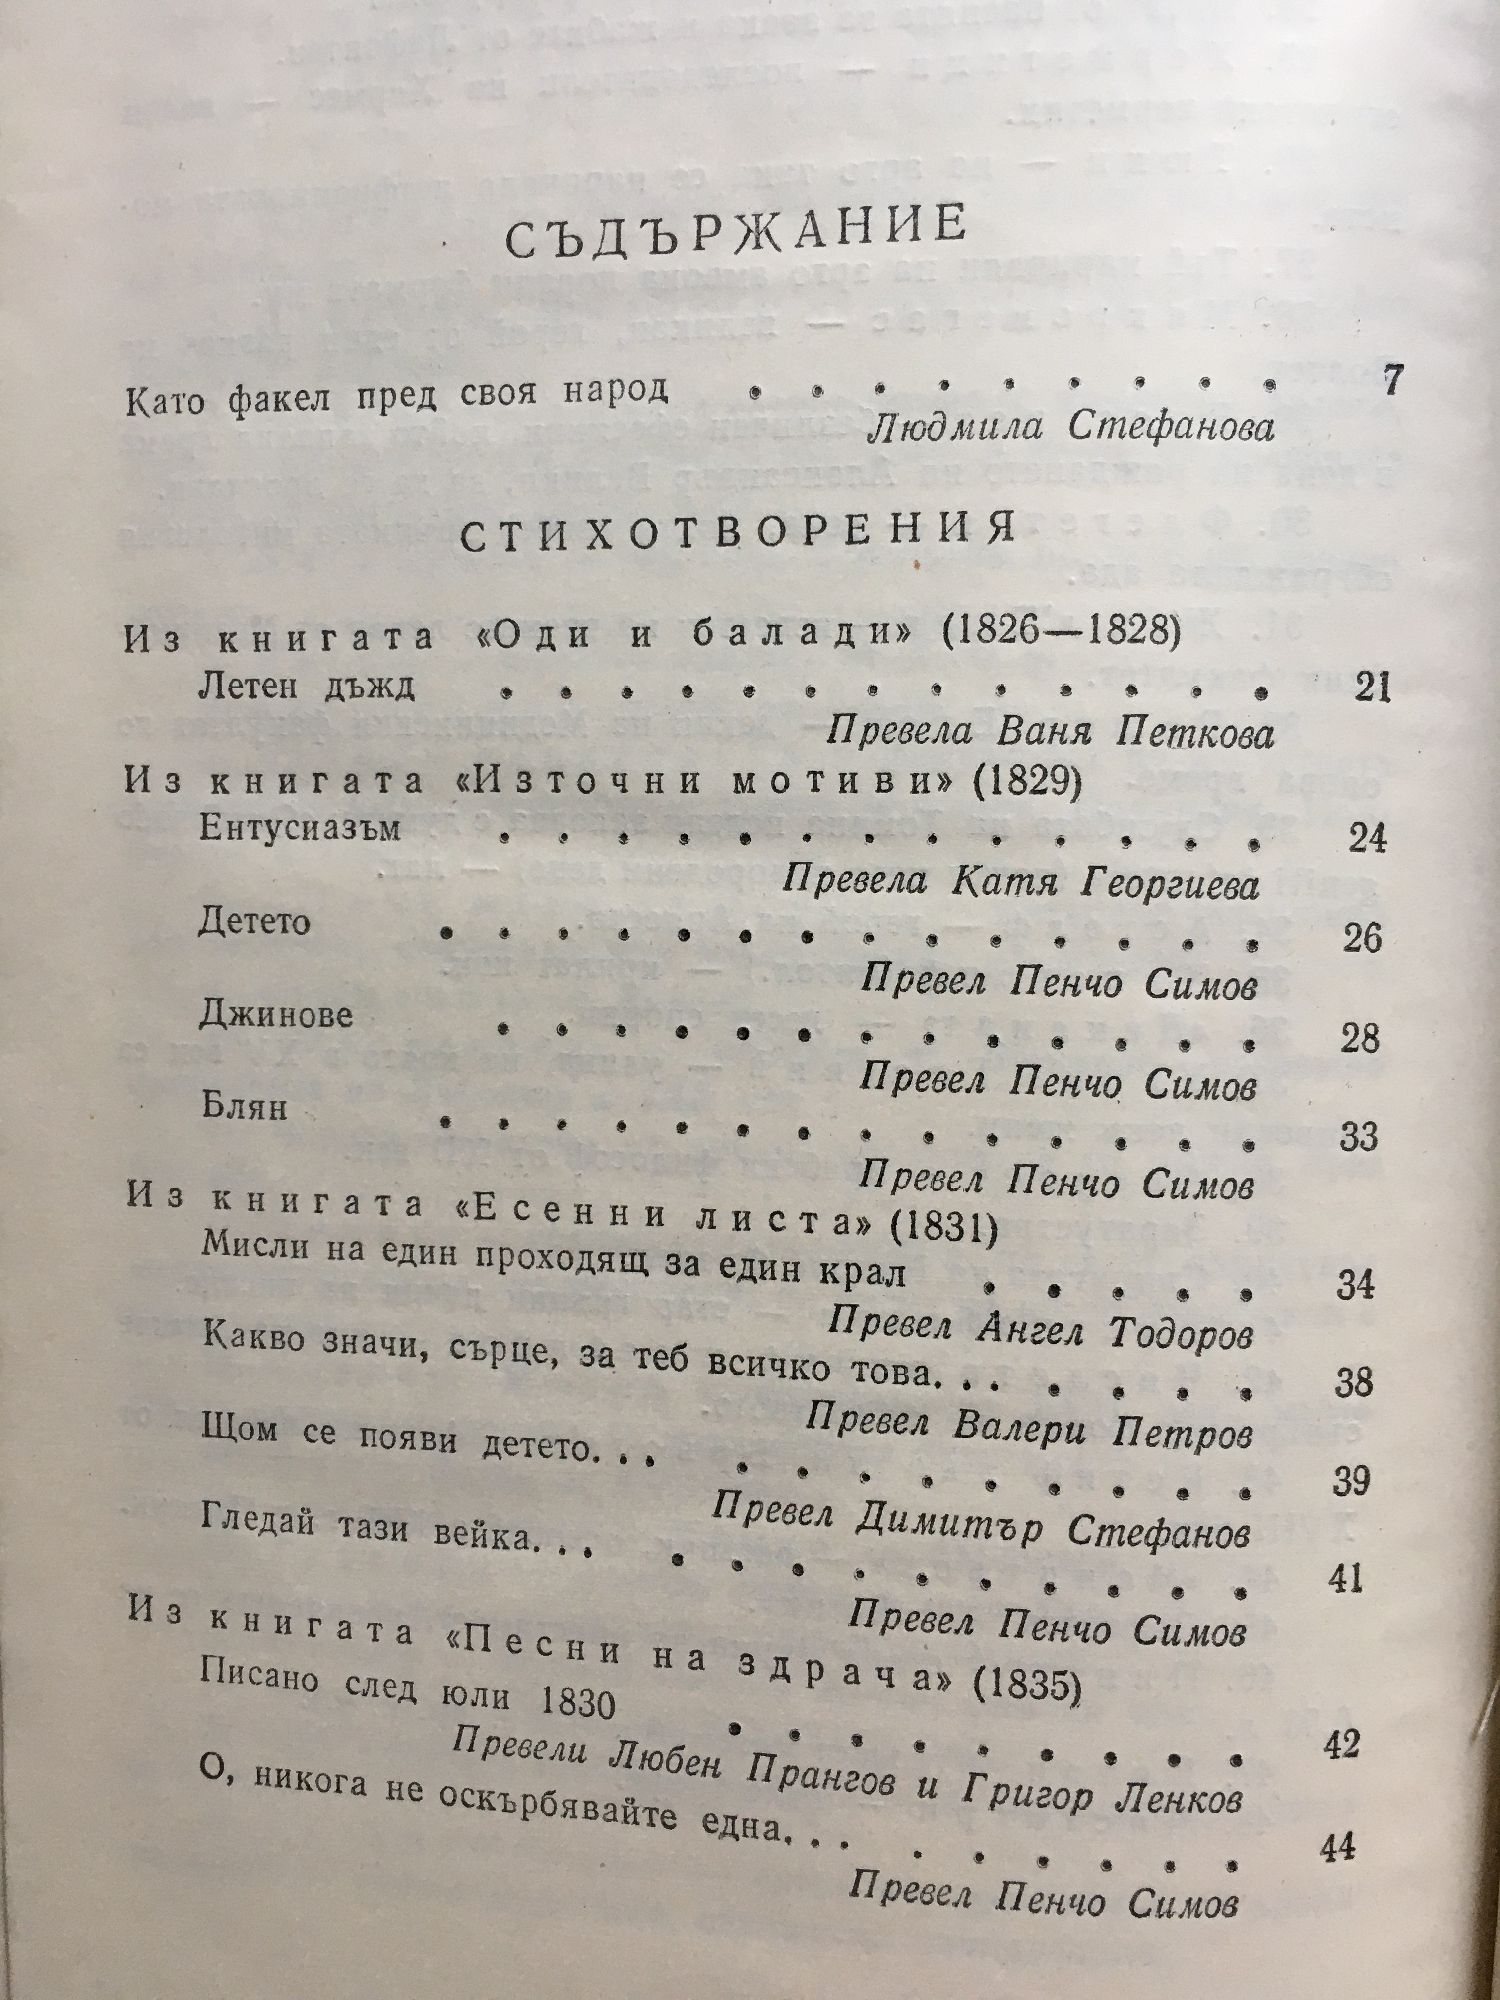 СЪДЪРЖАНИЕ
Като факел пред своя народ . . . . . . . . . 7
Людмила Стефанова
СТИХОТВОРЕНИЯ
Из книгата «Оди и балади» (1826—1828)
Летен дъжд . . . . . . . . . . . . . 21
Превела Ваня Петкова
Из книгата «Източни мотиви» (1829)
Ентусиазъм . . . . . . . . . . . . . 24
Превела Катя Георгиева
Детето . . . . . . . . . . . . . . 26
Превел Пенчо Симов
Джинове . . . . . . . . . . . . . 28
Превел Пенчо Симов
Блян . . . . . . . . . . . . . . 33
Превел Пенчо Симов
Из книгата «Есенни листа» (1831)
Мисли на един проходящ за един крал . . . . . 34
Превел Ангел Тодоров
Какво значи, сърце, за теб всичко това. . . . . . . 38
Превел Валери Петров
Щом се появи детето. . . . . . . . . . . . 39
Превел Димитър Стефанов
Гледай тази вейка. . . . . . . . . . . . . 41
Превел Пенчо Симов
Из книгата «Песни на здрача» (1835)
Писано след юли 1830 . . . . . . . . . 42
Превели Любен Прангов и Григор Ленков
О, никога не оскърбявайте една. . . . . . . . . 44
Превел Пенчо Симов